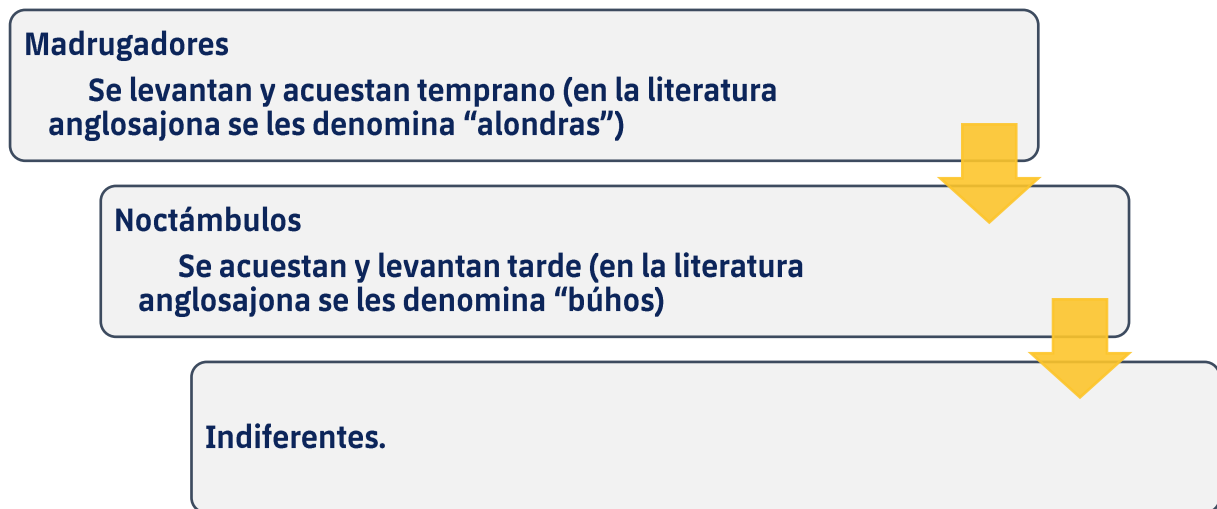 Madrugadores
Se levantan y acuestan temprano (en la literatura
anglosajona se les denomina “alondras”)
Noctámbulos
Se acuestan y levantan tarde (en la literatura
anglosajona se les denomina “búhos)
Indiferentes.